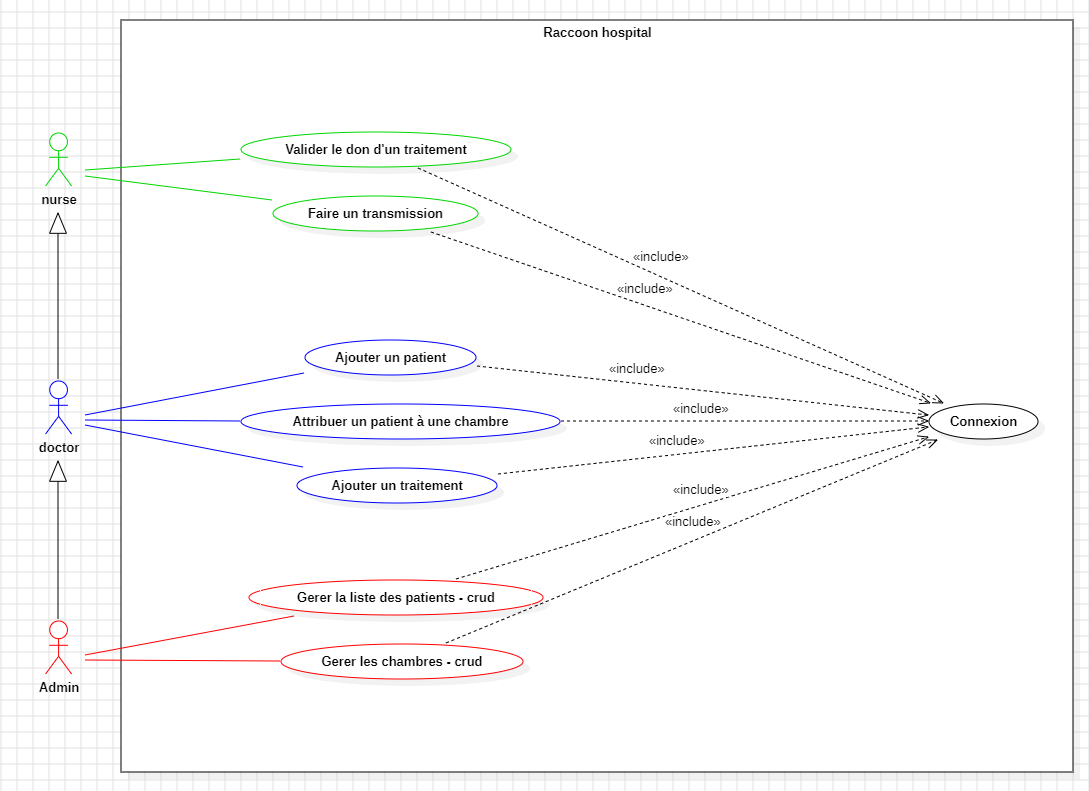 Raccoon hospital
Valider le don d'un traitement
nurse
Faire un transmission
«include»
«include»
Ajouter un patient
«include»
Attribuer un patient à une chambre
«include»
Connexion
doctor
«include»
Ajouter un traitement
«include»
«include»
Gerer la liste des patients - crud
Gerer les chambres - crud
Admin